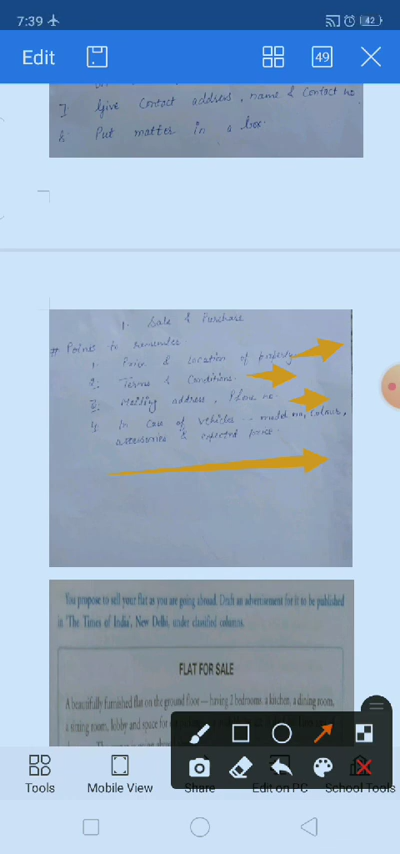 7:39
42
Edit
49
7. Give Contact address, name & Contact no.
8. Put matter in a box.
1. Sale & Purchase
# Points to Remember
1. Price & Location of property
2. Terms & Conditions.
3. Mailing address, Phone no.
4. In case of vehicles - model no, colour,
accessories & expected price.
You propose to sell your flat as you are going abroad. Draft an advertisement for it to be published
in 'The Times of India', New Delhi, under classified columns.
FLAT FOR SALE
A beautifully furnished flat on the ground floor — having 2 bedrooms, a kitchen, a dining room,
a sitting room, lobby and space for
Tools
Mobile View
Share
Edit on PC
School Tools